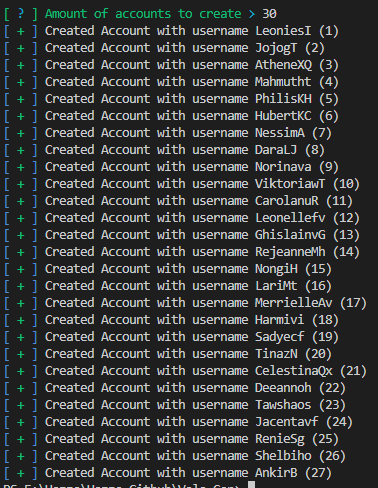 [ ? ] Amount of accounts to create > 30
[ + ] Created Account with username LeoniesI (1)
[ + ] Created Account with username JojogT (2)
[ + ] Created Account with username AtheneXQ (3)
[ + ] Created Account with username Mahmutht (4)
[ + ] Created Account with username PhilisKH (5)
[ + ] Created Account with username HubertKC (6)
[ + ] Created Account with username NessimA (7)
[ + ] Created Account with username DaraLJ (8)
[ + ] Created Account with username Norinava (9)
[ + ] Created Account with username ViktoriawT (10)
[ + ] Created Account with username CarolanuR (11)
[ + ] Created Account with username Leonellefv (12)
[ + ] Created Account with username GhislainvG (13)
[ + ] Created Account with username RejeanneMh (14)
[ + ] Created Account with username NongiH (15)
[ + ] Created Account with username LariMt (16)
[ + ] Created Account with username MerrielleAv (17)
[ + ] Created Account with username Harmivi (18)
[ + ] Created Account with username Sadyecf (19)
[ + ] Created Account with username TinazN (20)
[ + ] Created Account with username CelestinaQx (21)
[ + ] Created Account with username Deeannoh (22)
[ + ] Created Account with username Tawshaos (23)
[ + ] Created Account with username Jacentavf (24)
[ + ] Created Account with username RenieSg (25)
[ + ] Created Account with username Shelbiho (26)
[ + ] Created Account with username AnkirB (27)